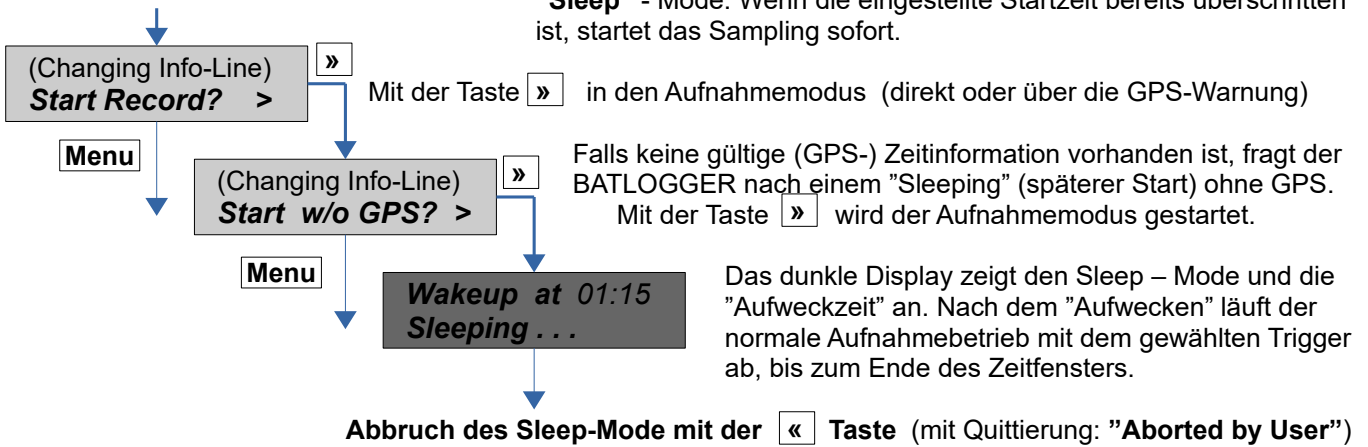 "Sleep" - Mode. Wenn die eingestellte Startzeit bereits überschritten
ist, startet das Sampling sofort.
(Changing Info-Line)
Start Record? >
»
Mit der Taste » in den Aufnahmemodus (direkt oder über die GPS-Warnung)
Menu
(Changing Info-Line)
Start w/o GPS? >
»
Falls keine gültige (GPS-) Zeitinformation vorhanden ist, fragt der
BATLOGGER nach einem ”Sleeping” (späterer Start) ohne GPS.
Mit der Taste » wird der Aufnahmemodus gestartet.
Menu
Wakeup at 01:15
Sleeping . . .
Das dunkle Display zeigt den Sleep – Mode und die
”Aufweckzeit” an. Nach dem ”Aufwecken” läuft der
normale Aufnahmebetrieb mit dem gewählten Trigger
ab, bis zum Ende des Zeitfensters.
Abbruch des Sleep-Mode mit der « Taste (mit Quittierung: ”Aborted by User”)